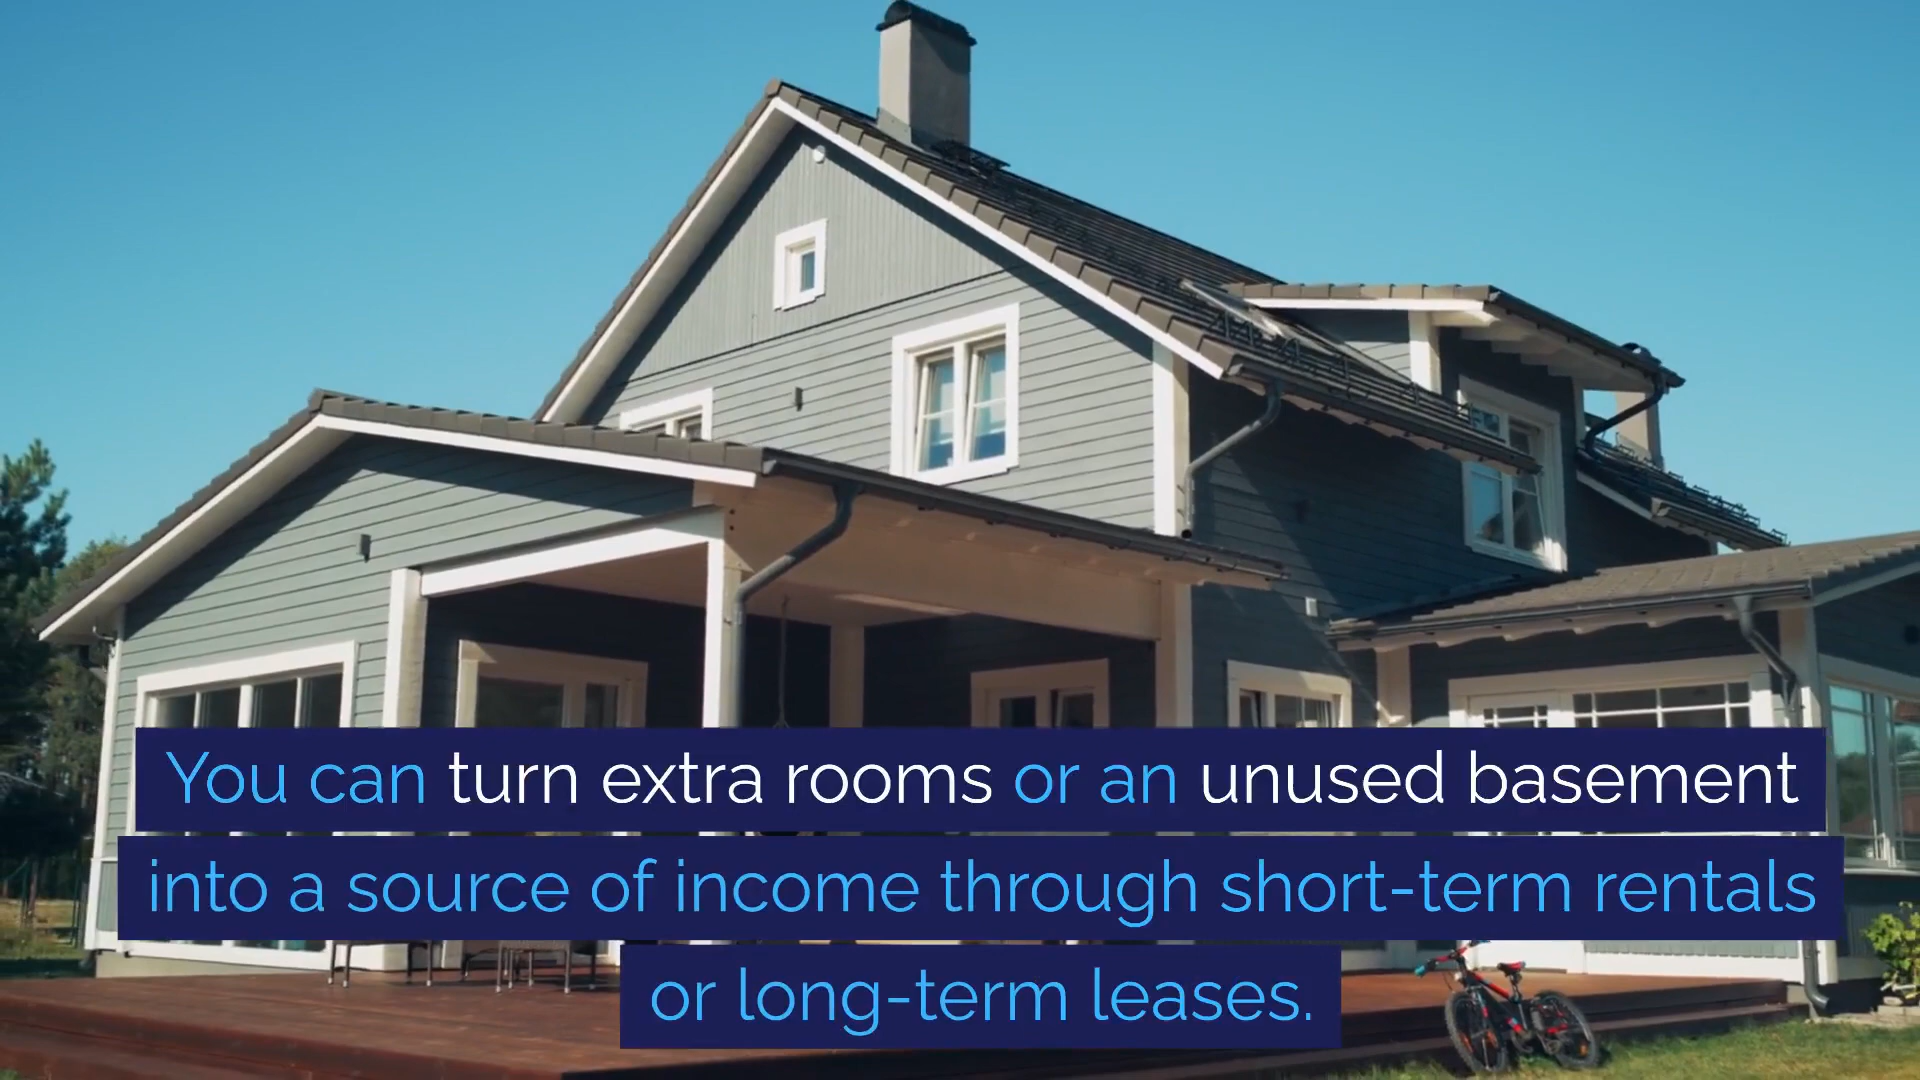 You can turn extra rooms or an unused basement
into a source of income through short-term rentals
or long-term leases.